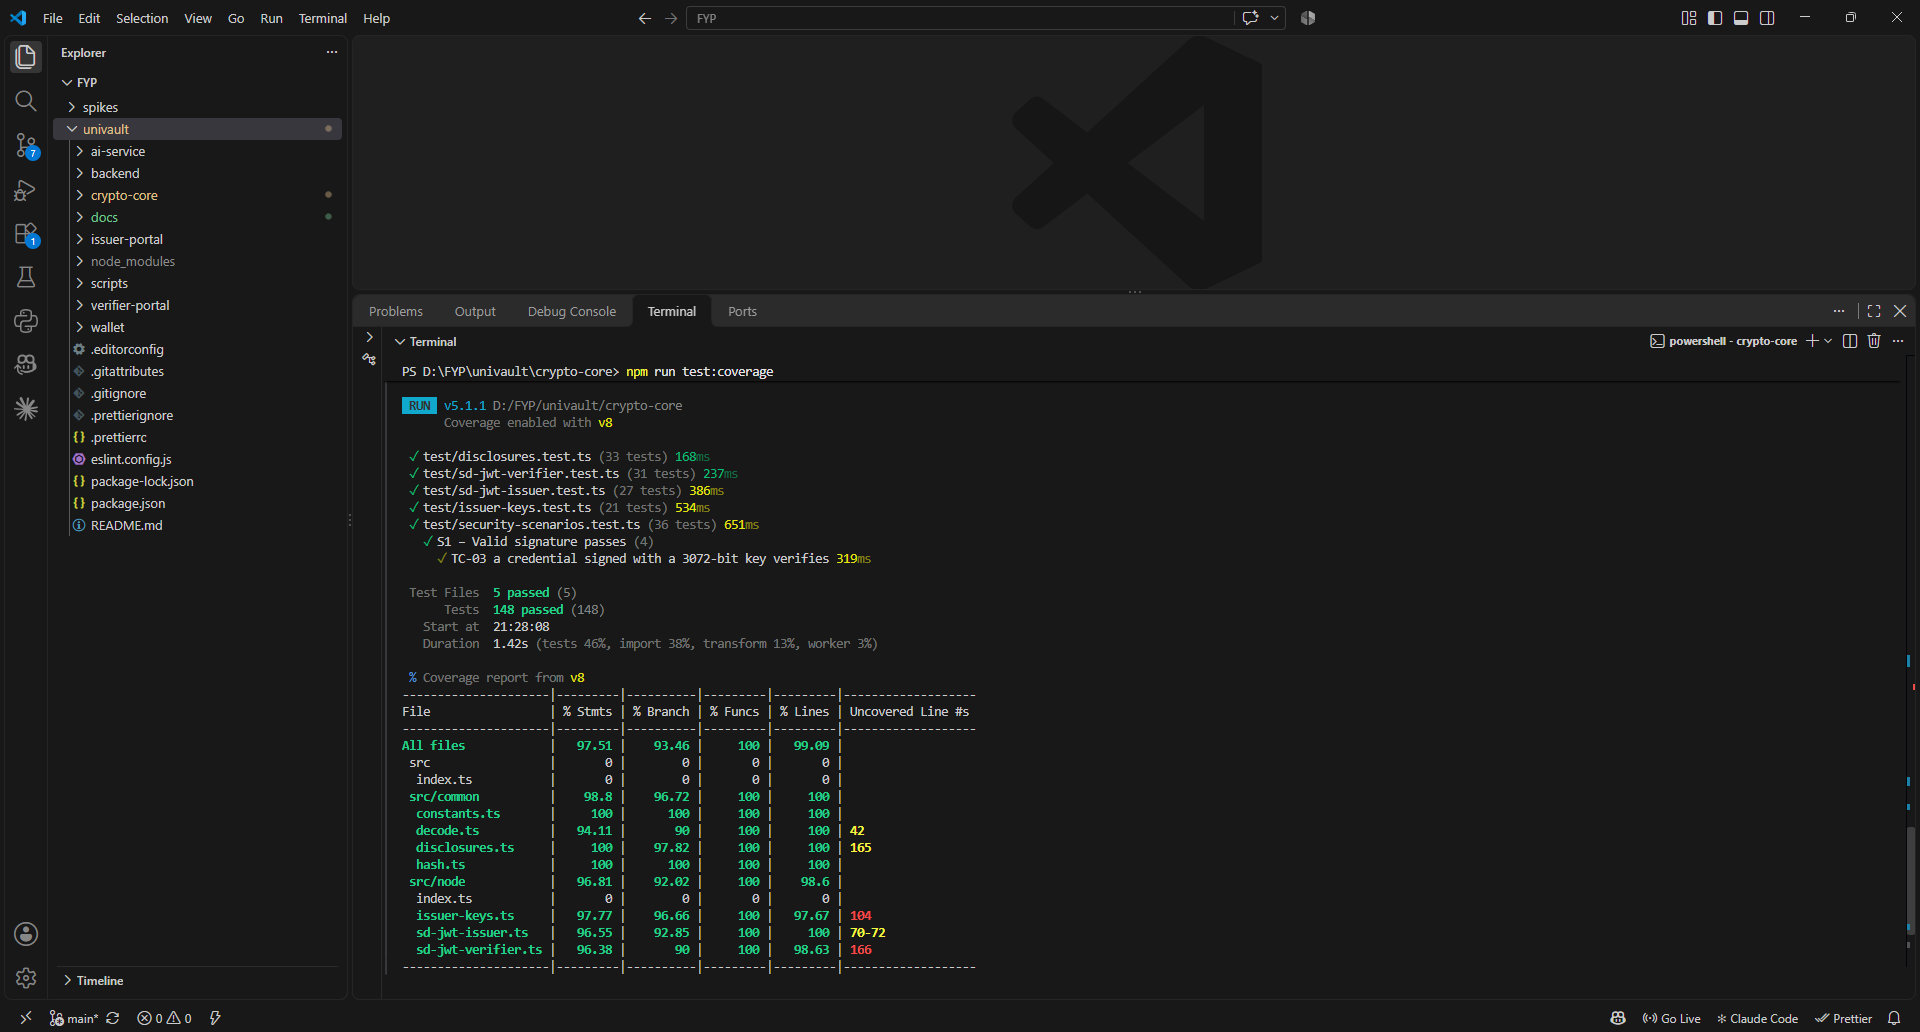 File Edit Selection View Go Run Terminal Help
FYP
Explorer
FYP
spikes
univault
ai-service
backend
crypto-core
docs
issuer-portal
node_modules
scripts
verifier-portal
wallet
.editorconfig
.gitattributes
.gitignore
.prettierignore
.prettierrc
eslint.config.js
package-lock.json
package.json
README.md
Timeline
7
1
Problems Output Debug Console Terminal Ports
Terminal
powershell - crypto-core
PS D:\FYP\univault\crypto-core> npm run test:coverage
RUN v5.1.1 D:/FYP/univault/crypto-core
Coverage enabled with v8
✓ test/disclosures.test.ts (33 tests) 168ms
✓ test/sd-jwt-verifier.test.ts (31 tests) 237ms
✓ test/sd-jwt-issuer.test.ts (27 tests) 386ms
✓ test/issuer-keys.test.ts (21 tests) 534ms
✓ test/security-scenarios.test.ts (36 tests) 651ms
✓ S1 – Valid signature passes (4)
✓ TC-03 a credential signed with a 3072-bit key verifies 319ms
Test Files 5 passed (5)
Tests 148 passed (148)
Start at 21:28:08
Duration 1.42s (tests 46%, import 38%, transform 13%, worker 3%)
% Coverage report from v8
---------------------|---------|----------|---------|---------|-------------------
File | % Stmts | % Branch | % Funcs | % Lines | Uncovered Line #s
---------------------|---------|----------|---------|---------|-------------------
All files | 97.51 | 93.46 | 100 | 99.09 |
src | 0 | 0 | 0 | 0 |
index.ts | 0 | 0 | 0 | 0 |
src/common | 98.8 | 96.72 | 100 | 100 |
constants.ts | 100 | 100 | 100 | 100 |
decode.ts | 94.11 | 90 | 100 | 100 | 42
disclosures.ts | 100 | 97.82 | 100 | 100 | 165
hash.ts | 100 | 100 | 100 | 100 |
src/node | 96.81 | 92.02 | 100 | 98.6 |
index.ts | 0 | 0 | 0 | 0 |
issuer-keys.ts | 97.77 | 96.66 | 100 | 97.67 | 104
sd-jwt-issuer.ts | 96.55 | 92.85 | 100 | 100 | 70-72
sd-jwt-verifier.ts | 96.38 | 90 | 100 | 98.63 | 166
---------------------|---------|----------|---------|---------|-------------------
main* 0 0 Go Live Claude Code Prettier